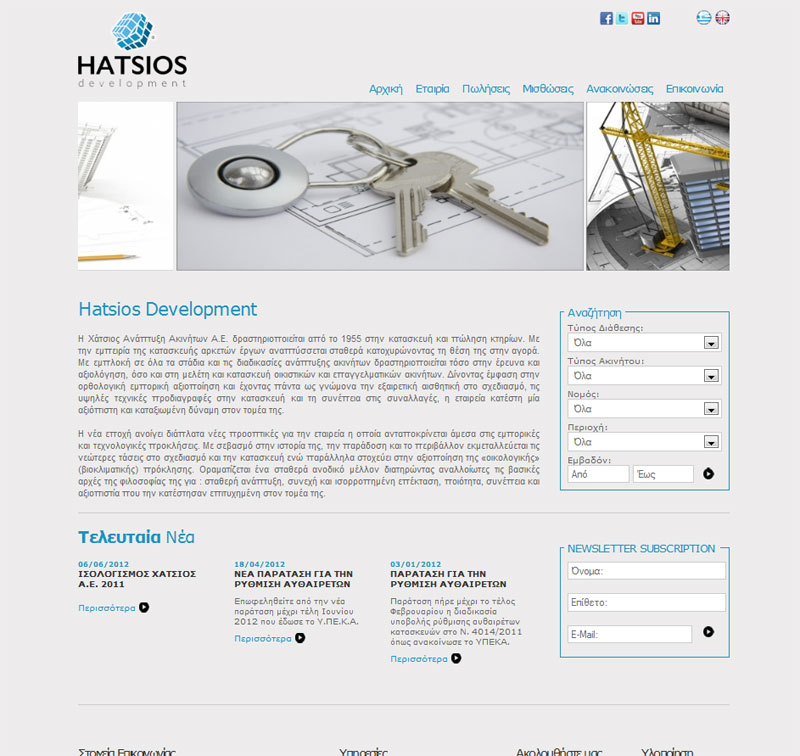 HATSIOS
development
Αρχική Εταιρία Πωλήσεις Μισθώσεις Ανακοινώσεις Επικοινωνία
Hatsios Development
Η Χάτσιος Ανάπτυξη Ακινήτων Α.Ε. δραστηριοποιείται από το 1955 στην κατασκευή και πώληση κτηρίων. Με
την εμπειρία της κατασκευής αρκετών έργων αναπτύσσεται σταθερά κατοχυρώνοντας τη θέση της στην αγορά.
Με εμπλοκή σε όλα τα στάδια και τις διαδικασίες ανάπτυξης ακινήτων δραστηριοποιείται τόσο στην έρευνα και
αξιολόγηση, όσο και στη μελέτη και κατασκευή οικιστικών και επαγγελματικών ακινήτων. Δίνοντας έμφαση στην
ορθολογική εμπορική αξιοποίηση και έχοντας πάντα ως γνώμονα την εξαιρετική αισθητική στο σχεδιασμό, τις
υψηλές τεχνικές προδιαγραφές στην κατασκευή και τη συνέπεια στις συναλλαγές, η εταιρεία κατέστη μία
αξιόπιστη και καταξιωμένη δύναμη στον τομέα της.
Η νέα εποχή ανοίγει διάπλατα νέες προοπτικές για την εταιρεία η οποία ανταποκρίνεται άμεσα στις εμπορικές
και τεχνολογικές προκλήσεις. Με σεβασμό στην ιστορία της, την παράδοση και το περιβάλλον εκμεταλλεύεται τις
νεώτερες τάσεις στο σχεδιασμό και την κατασκευή ενώ παράλληλα στοχεύει στην αξιοποίηση της «οικολογικής»
(βιοκλιματικής) πρόκλησης. Οραματίζεται ένα σταθερά ανοδικό μέλλον διατηρώντας αναλλοίωτες τις βασικές
αρχές της φιλοσοφίας της για : σταθερή ανάπτυξη, συνεχή και ισορροπημένη επέκταση, ποιότητα, συνέπεια και
αξιοπιστία που την κατέστησαν επιτυχημένη στον τομέα της.
Αναζήτηση
Τύπος Διάθεσης:
Όλα
Τύπος Ακινήτου:
Όλα
Νομός:
Όλα
Περιοχή:
Όλα
Εμβαδόν:
Από Έως
Τελευταία Νέα
06/06/2012
ΙΣΟΛΟΓΙΣΜΟΣ ΧΑΤΣΙΟΣ
Α.Ε. 2011
Περισσότερα
18/04/2012
ΝΕΑ ΠΑΡΑΤΑΣΗ ΓΙΑ ΤΗΝ
ΡΥΘΜΙΣΗ ΑΥΘΑΙΡΕΤΩΝ
Επωφεληθείτε από την νέα
παράταση μέχρι τέλη Ιουνίου
2012 που έδωσε το Υ.ΠΕ.Κ.Α.
Περισσότερα
03/01/2012
ΠΑΡΑΤΑΣΗ ΓΙΑ ΤΗΝ
ΡΥΘΜΙΣΗ ΑΥΘΑΙΡΕΤΩΝ
Παράταση πήρε μέχρι το τέλος
Φεβρουαρίου η διαδικασία
υποβολής ρύθμισης αυθαιρέτων
κατασκευών στο Ν. 4014/2011
όπως ανακοίνωσε το ΥΠΕΚΑ.
Περισσότερα
NEWSLETTER SUBSCRIPTION
Όνομα:
Επίθετο:
E-Mail:
Στοιχεία Επικοινωνίας Υπηρεσίες Ακολουθήστε μας Υλοποίηση